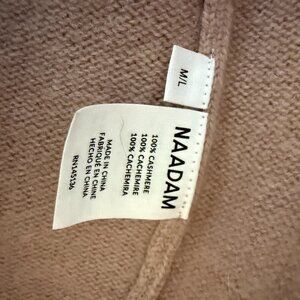 M/L
NAADAM
100% CASHMERE
100% CACHEMIRE
100% CACHEMIRA
MADE IN CHINA
FABRIQUÉ EN CHINE
HECHO EN CHINA
RN145136